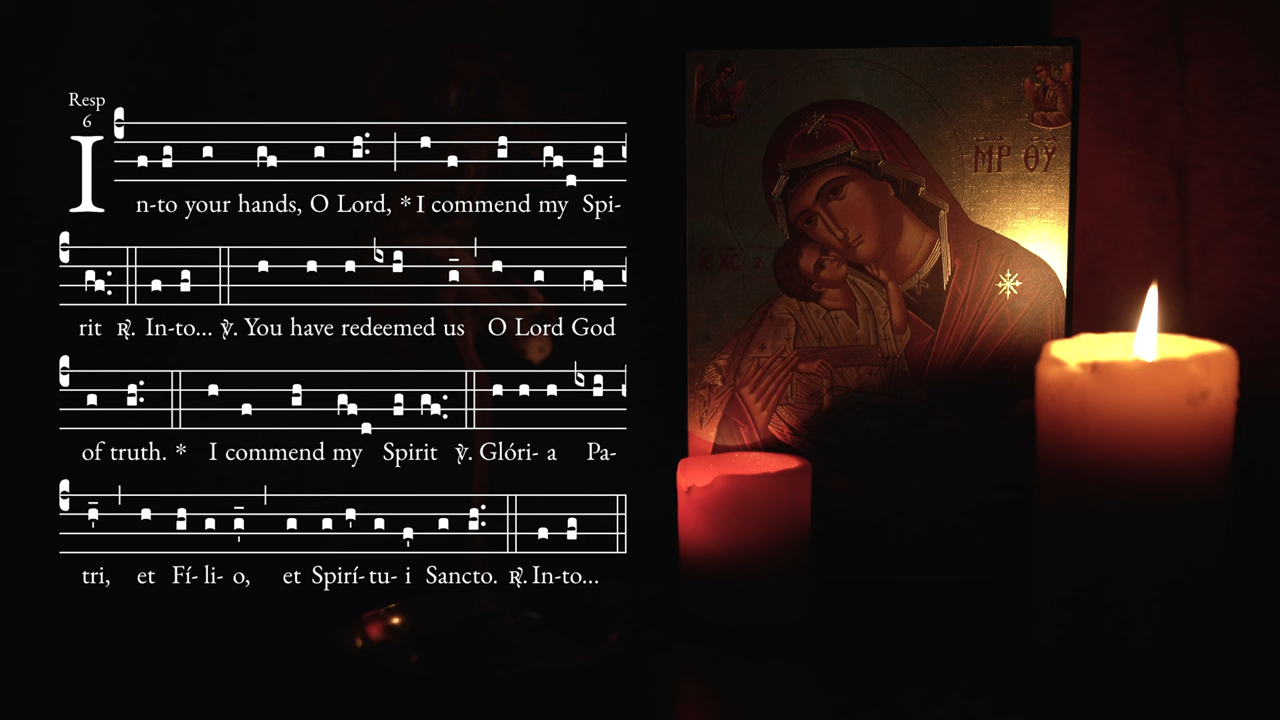 Resp
6
In-to your hands, O Lord, * I commend my Spi-
rit ℟. In-to... ℣. You have redeemed us O Lord God
of truth. * I commend my Spirit ℣. Glóri- a Pa-
tri, et Fí- li- o, et Spirí- tu- i Sancto. ℟. In-to...
ΜΡ ΘΥ
IC XC